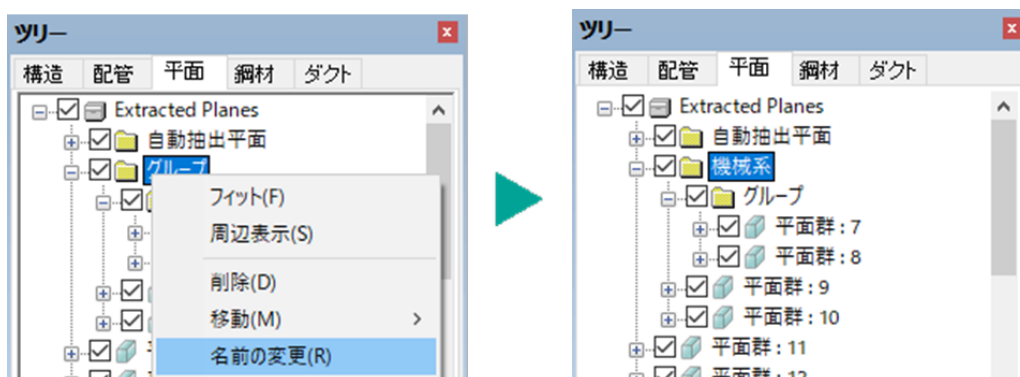 ツリー
x
構造 配管 平面 鋼材 ダクト
Extracted Planes
自動抽出平面
グループ
フィット(F)
周辺表示(S)
削除(D)
移動(M) >
名前の変更(R)
ツリー
x
構造 配管 平面 鋼材 ダクト
Extracted Planes
自動抽出平面
機械系
グループ
平面群 : 7
平面群 : 8
平面群 : 9
平面群 : 10
平面群 : 11